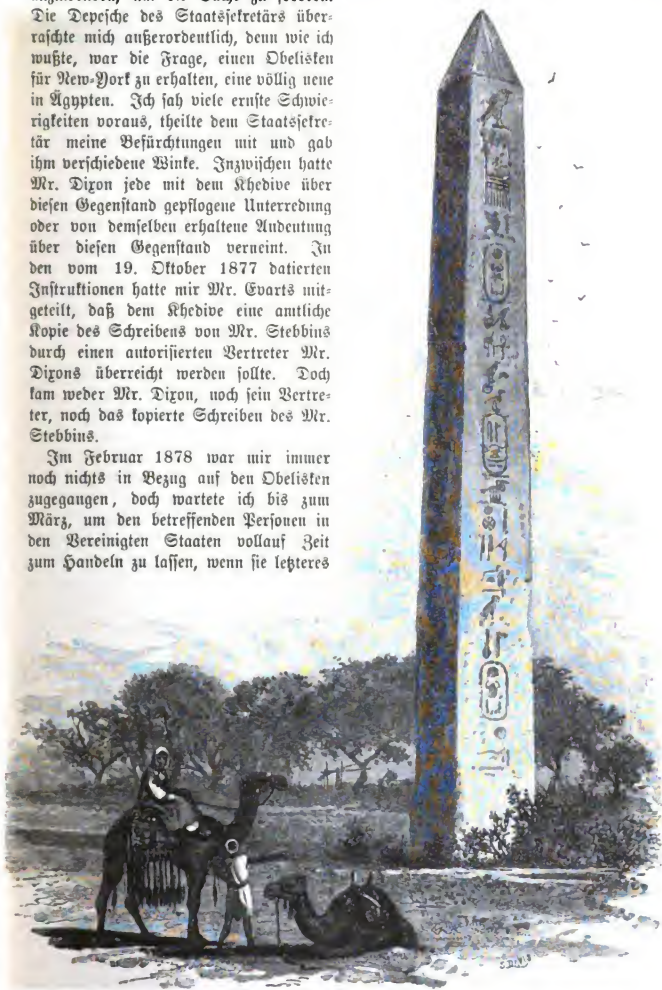 die Sache zu
Die Depesche des Staatssekretärs über-
raschte mich außerordentlich, denn wie ich
wußte, war die Frage, einen Obelisken
für New-York zu erhalten, eine völlig neue
in Ägypten. Ich sah viele ernste Schwie-
rigkeiten voraus, theilte dem Staatssekre-
tär meine Befürchtungen mit und gab
ihm verschiedene Winke. Inzwischen hatte
Mr. Dixon jede mit dem Khedive über
diesen Gegenstand gepflogene Unterredung
oder von demselben erhaltene Andeutung
über diesen Gegenstand verneint. In
den vom 19. Oktober 1877 datierten
Instruktionen hatte mir Mr. Evarts mit-
geteilt, daß dem Khedive eine amtliche
Kopie des Schreibens von Mr. Stebbins
durch einen autorisierten Vertreter Mr.
Dixons überreicht werden sollte. Doch
kam weder Mr. Dixon, noch sein Vertre-
ter, noch das kopierte Schreiben des Mr.
Stebbins.
Im Februar 1878 war mir immer
noch nichts in Bezug auf den Obelisken
zugegangen, doch wartete ich bis zum
März, um den betreffenden Personen in
den Vereinigten Staaten vollauf Zeit
zum Handeln zu lassen, wenn sie letzteres